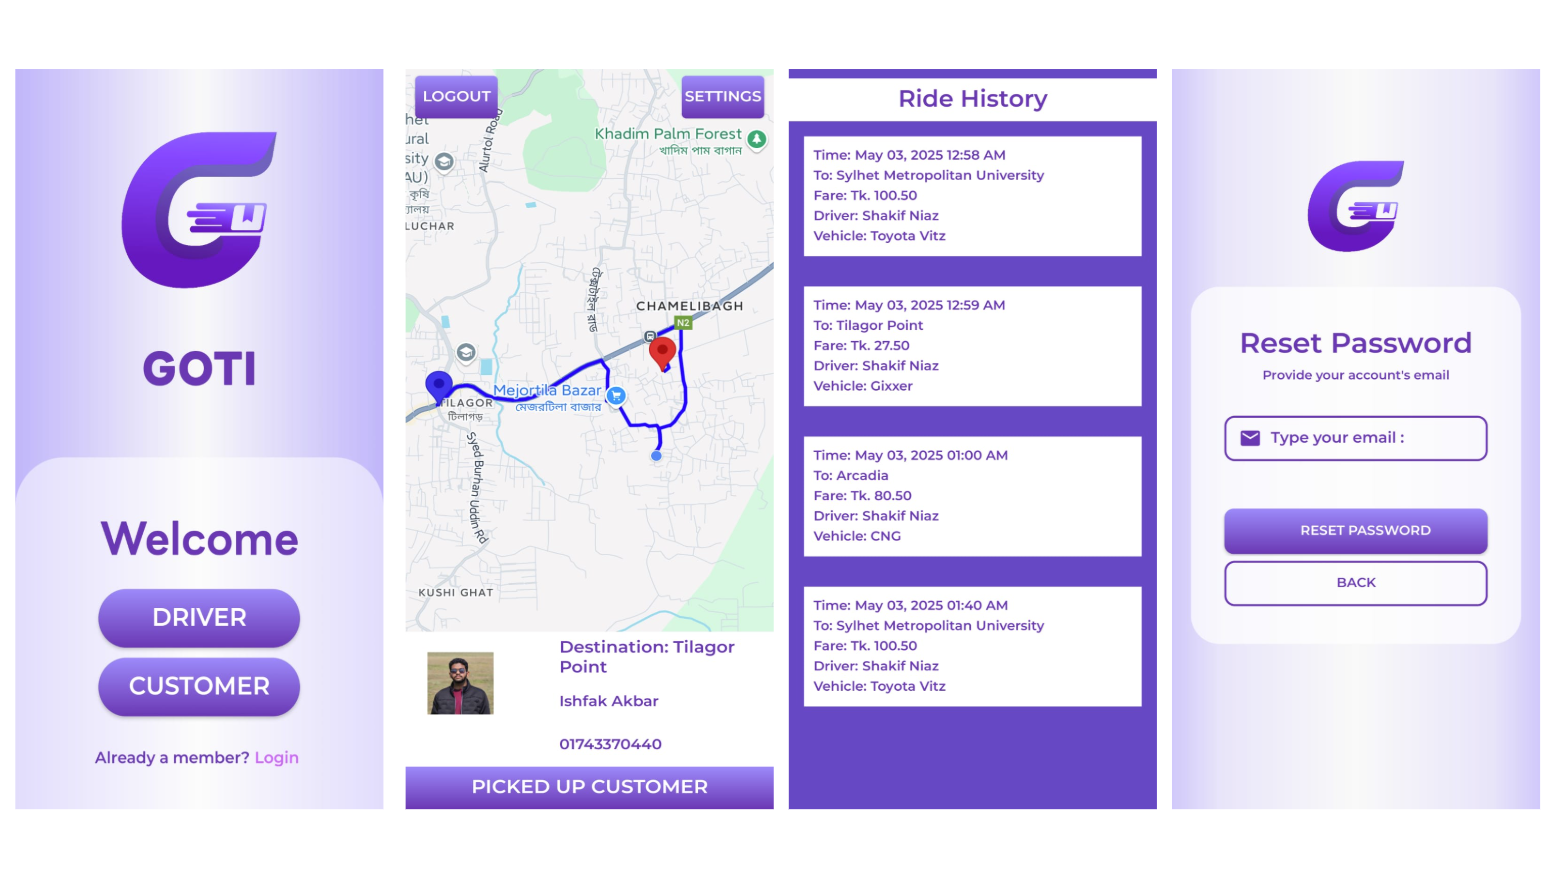 GOTI
Welcome
DRIVER
CUSTOMER
Already a member? Login
LOGOUT
SETTINGS
Alurtol Road
Khadim Palm Forest
খাদিম পাম বাগান
het
ural
sity
AU)
কৃষি
LUCHAR
CHAMELIBAGH
N2
Mejortila Bazar
মেজরটিলা বাজার
TILAGOR
টিলাগড়
Syed Burhan Uddin Rd
KUSHI GHAT
Destination: Tilagor
Point
Ishfak Akbar
01743370440
PICKED UP CUSTOMER
Ride History
Time: May 03, 2025 12:58 AM
To: Sylhet Metropolitan University
Fare: Tk. 100.50
Driver: Shakif Niaz
Vehicle: Toyota Vitz
Time: May 03, 2025 12:59 AM
To: Tilagor Point
Fare: Tk. 27.50
Driver: Shakif Niaz
Vehicle: Gixxer
Time: May 03, 2025 01:00 AM
To: Arcadia
Fare: Tk. 80.50
Driver: Shakif Niaz
Vehicle: CNG
Time: May 03, 2025 01:40 AM
To: Sylhet Metropolitan University
Fare: Tk. 100.50
Driver: Shakif Niaz
Vehicle: Toyota Vitz
Reset Password
Provide your account's email
Type your email :
RESET PASSWORD
BACK